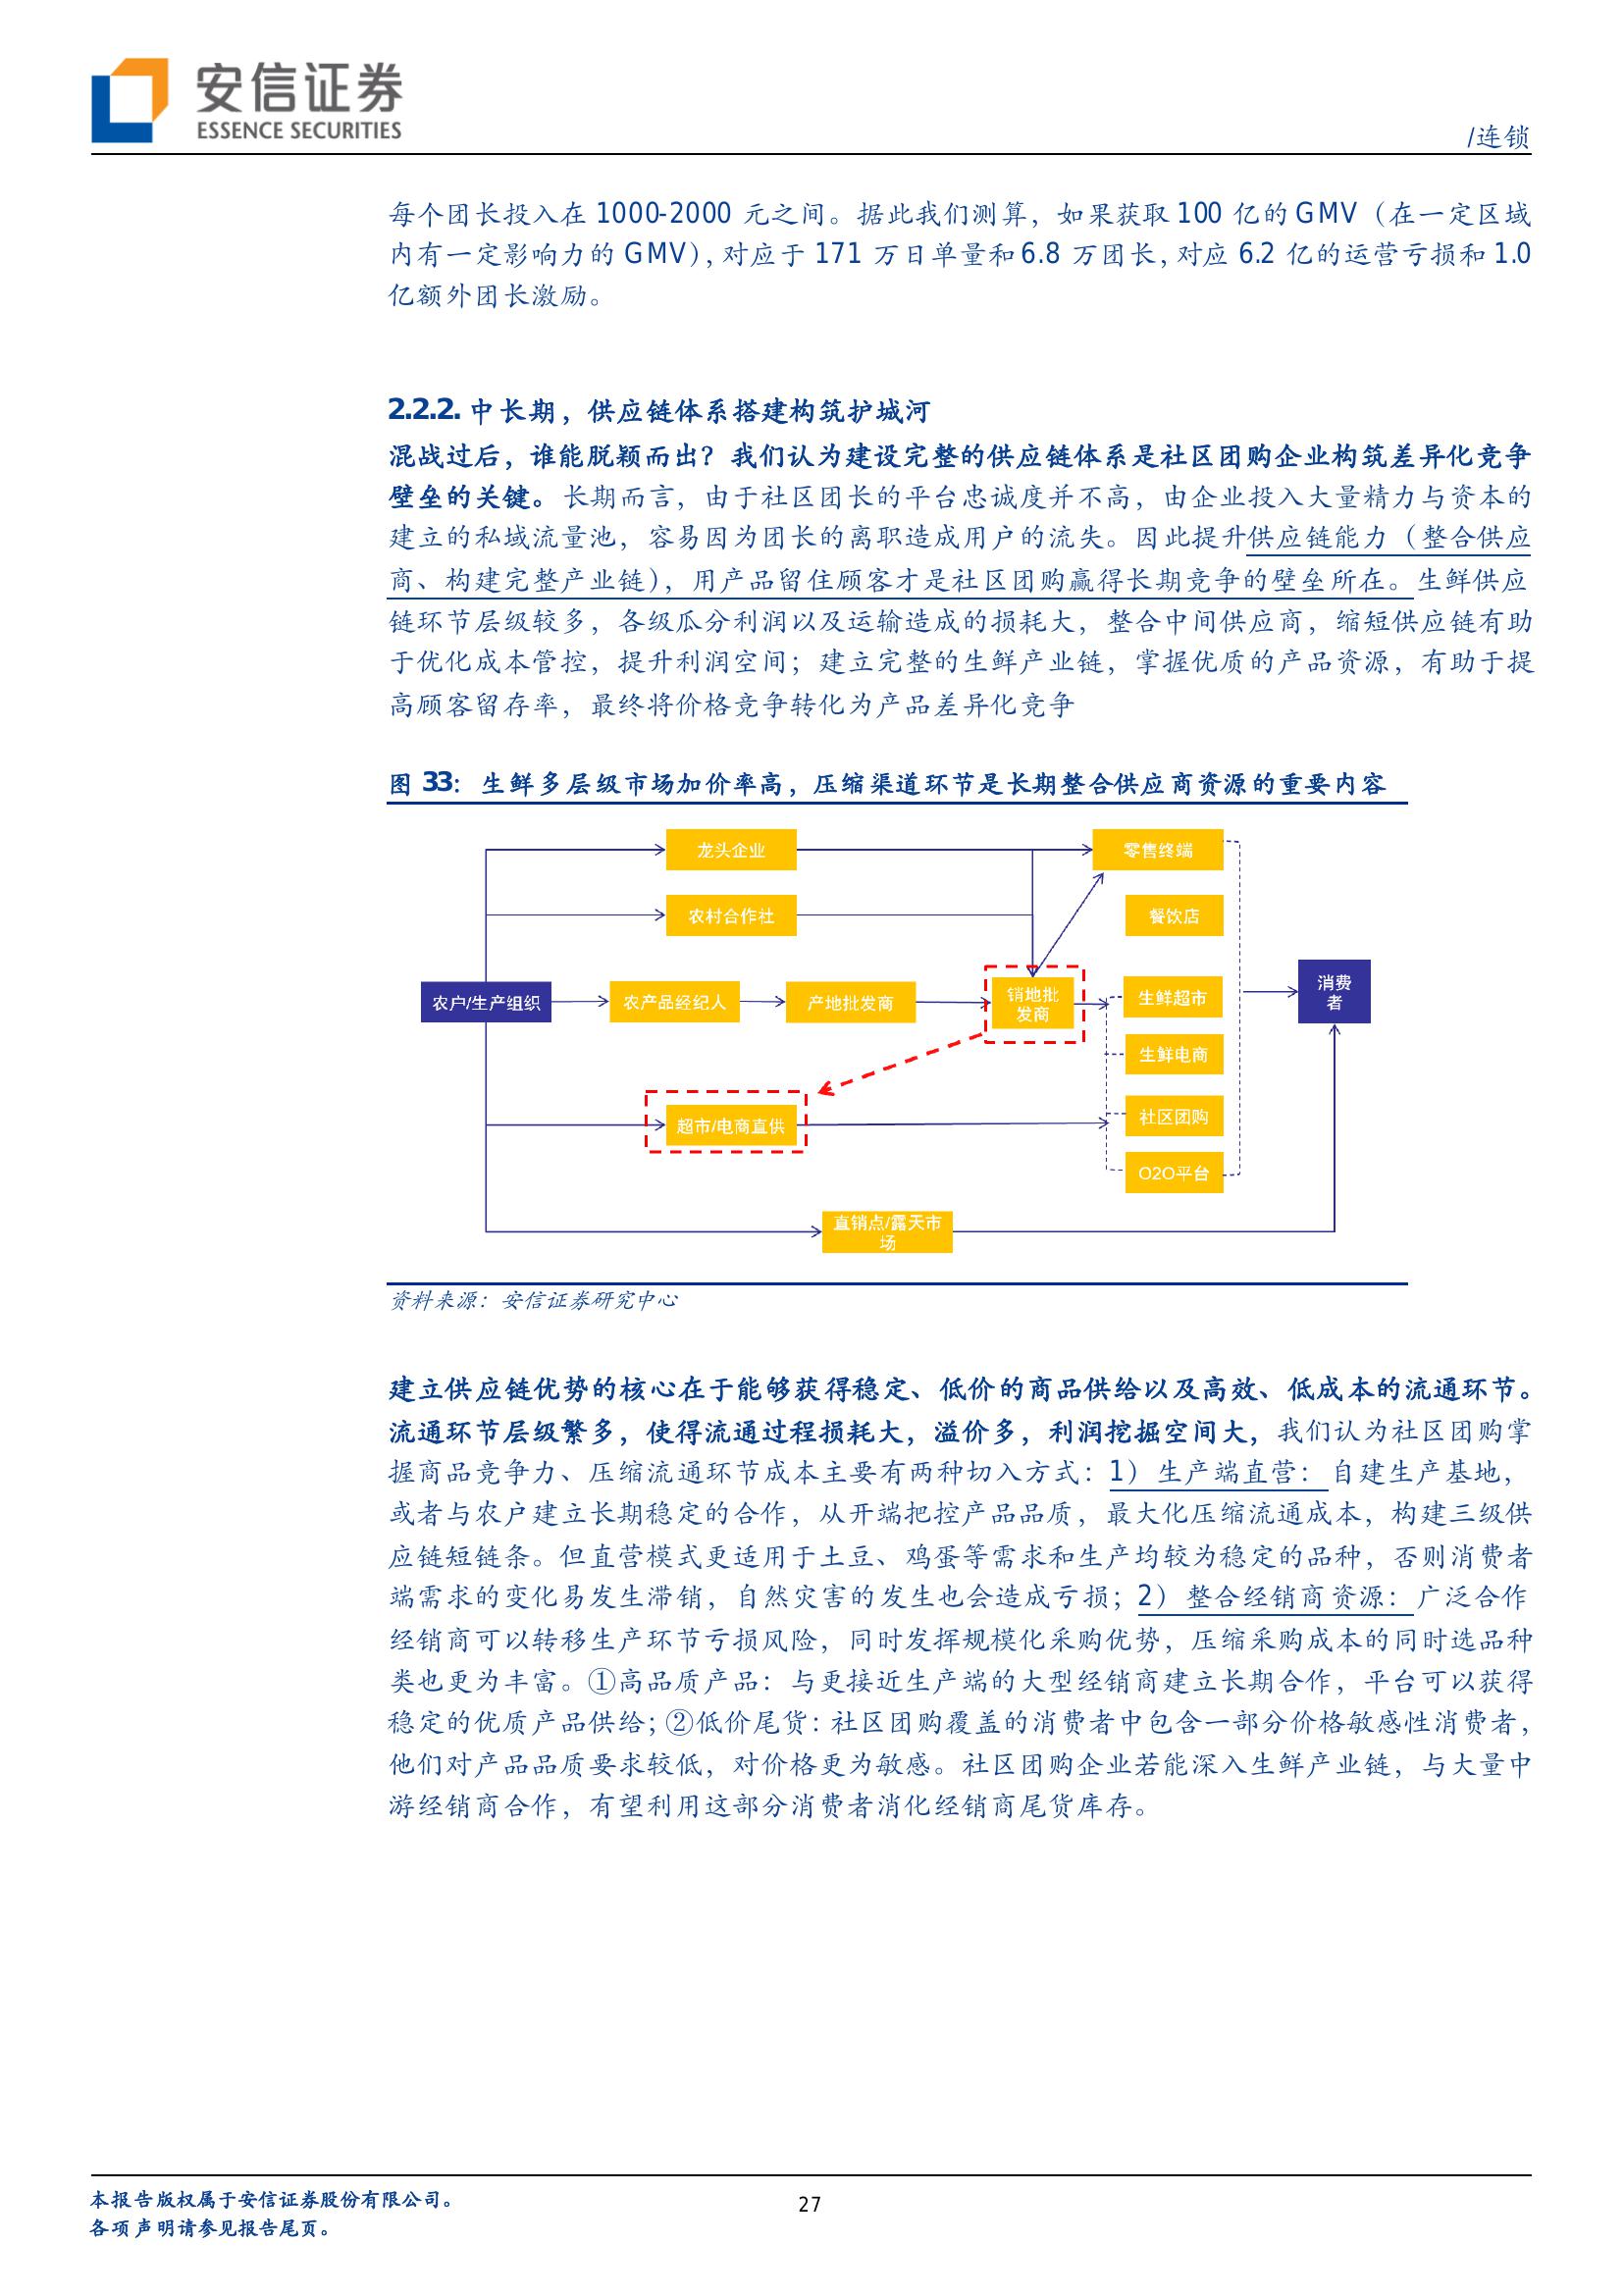 安信证券
ESSENCE SECURITIES
/连锁
每个团长投入在 1000-2000 元之间。据此我们测算，如果获取 100 亿的 GMV（在一定区域
内有一定影响力的 GMV），对应于 171 万日单量和 6.8 万团长，对应 6.2 亿的运营亏损和 1.0
亿额外团长激励。
2.2.2. 中长期，供应链体系搭建构筑护城河
混战过后，谁能脱颖而出？我们认为建设完整的供应链体系是社区团购企业构筑差异化竞争
壁垒的关键。长期而言，由于社区团长的平台忠诚度并不高，由企业投入大量精力与资本的
建立的私域流量池，容易因为团长的离职造成用户的流失。因此提升供应链能力（整合供应
商、构建完整产业链），用产品留住顾客才是社区团购赢得长期竞争的壁垒所在。生鲜供应
链环节层级较多，各级瓜分利润以及运输造成的损耗大，整合中间供应商，缩短供应链有助
于优化成本管控，提升利润空间；建立完整的生鲜产业链，掌握优质的产品资源，有助于提
高顾客留存率，最终将价格竞争转化为产品差异化竞争
图 33：生鲜多层级市场加价率高，压缩渠道环节是长期整合供应商资源的重要内容
龙头企业
零售终端
农村合作社
餐饮店
农户/生产组织
农产品经纪人
产地批发商
销地批
发商
生鲜超市
消费
者
生鲜电商
超市/电商直供
社区团购
O2O平台
直销点/露天市
场
资料来源：安信证券研究中心
建立供应链优势的核心在于能够获得稳定、低价的商品供给以及高效、低成本的流通环节。
流通环节层级繁多，使得流通过程损耗大，溢价多，利润挖掘空间大，我们认为社区团购掌
握商品竞争力、压缩流通环节成本主要有两种切入方式：1）生产端直营：自建生产基地，
或者与农户建立长期稳定的合作，从开端把控产品品质，最大化压缩流通成本，构建三级供
应链短链条。但直营模式更适用于土豆、鸡蛋等需求和生产均较为稳定的品种，否则消费者
端需求的变化易发生滞销，自然灾害的发生也会造成亏损；2）整合经销商资源：广泛合作
经销商可以转移生产环节亏损风险，同时发挥规模化采购优势，压缩采购成本的同时选品种
类也更为丰富。①高品质产品：与更接近生产端的大型经销商建立长期合作，平台可以获得
稳定的优质产品供给；②低价尾货：社区团购覆盖的消费者中包含一部分价格敏感性消费者，
他们对产品品质要求较低，对价格更为敏感。社区团购企业若能深入生鲜产业链，与大量中
游经销商合作，有望利用这部分消费者消化经销商尾货库存。
本报告版权属于安信证券股份有限公司。
各项声明请参见报告尾页。
27